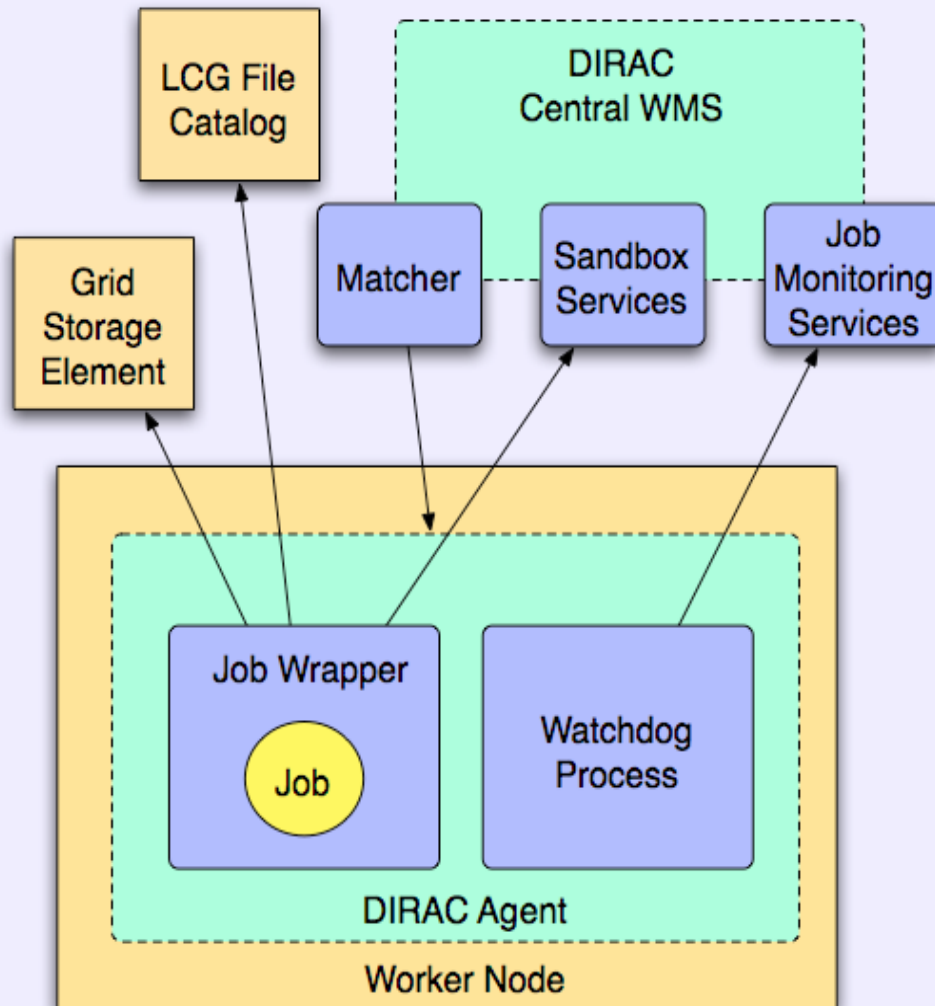 LCG File
Catalog
DIRAC
Central WMS
Grid
Storage
Element
Matcher
Sandbox
Services
Job
Monitoring
Services
Job Wrapper
Job
Watchdog
Process
DIRAC Agent
Worker Node